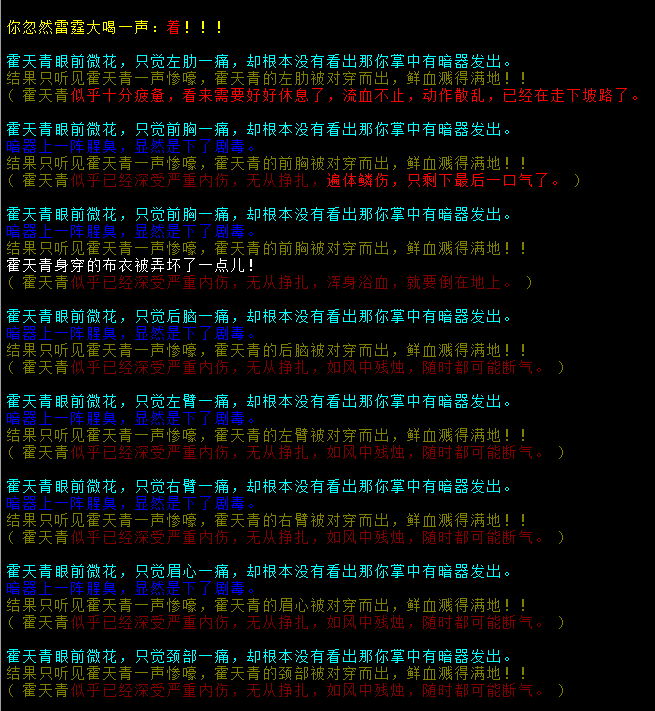 你忽然雷霆大喝一声：著！！！
霍天青眼前微花，只觉左肋一痛，却根本没有看出那你掌中有暗器发出。
结果只听见霍天青一声惨嚎，霍天青的左肋被对穿而出，鲜血溅得满地！！
( 霍天青似乎十分疲惫，看来需要好好休息了，流血不止，动作散乱，已经在走下坡路了。
霍天青眼前微花，只觉前胸一痛，却根本没有看出那你掌中有暗器发出。
暗器上一阵腥臭，显然是下了剧毒。
结果只听见霍天青一声惨嚎，霍天青的前胸被对穿而出，鲜血溅得满地！！
( 霍天青似乎已经深受严重内伤，无从挣扎，遍体鳞伤，只剩下最后一口气了。 )
霍天青眼前微花，只觉前胸一痛，却根本没有看出那你掌中有暗器发出。
暗器上一阵腥臭，显然是下了剧毒。
结果只听见霍天青一声惨嚎，霍天青的前胸被对穿而出，鲜血溅得满地！！
霍天青身穿的布衣被弄坏了一点儿！
( 霍天青似乎已经深受严重内伤，无从挣扎，浑身浴血，就要倒在地上。 )
霍天青眼前微花，只觉后脑一痛，却根本没有看出那你掌中有暗器发出。
暗器上一阵腥臭，显然是下了剧毒。
结果只听见霍天青一声惨嚎，霍天青的后脑被对穿而出，鲜血溅得满地！！
( 霍天青似乎已经深受严重内伤，无从挣扎，如风中残烛，随时都可能断气。 )
霍天青眼前微花，只觉左臂一痛，却根本没有看出那你掌中有暗器发出。
暗器上一阵腥臭，显然是下了剧毒。
结果只听见霍天青一声惨嚎，霍天青的左臂被对穿而出，鲜血溅得满地！！
( 霍天青似乎已经深受严重内伤，无从挣扎，如风中残烛，随时都可能断气。 )
霍天青眼前微花，只觉右臂一痛，却根本没有看出那你掌中有暗器发出。
暗器上一阵腥臭，显然是下了剧毒。
结果只听见霍天青一声惨嚎，霍天青的右臂被对穿而出，鲜血溅得满地！！
( 霍天青似乎已经深受严重内伤，无从挣扎，如风中残烛，随时都可能断气。 )
霍天青眼前微花，只觉眉心一痛，却根本没有看出那你掌中有暗器发出。
暗器上一阵腥臭，显然是下了剧毒。
结果只听见霍天青一声惨嚎，霍天青的眉心被对穿而出，鲜血溅得满地！！
( 霍天青似乎已经深受严重内伤，无从挣扎，如风中残烛，随时都可能断气。 )
霍天青眼前微花，只觉颈部一痛，却根本没有看出那你掌中有暗器发出。
结果只听见霍天青一声惨嚎，霍天青的颈部被对穿而出，鲜血溅得满地！！
( 霍天青似乎已经深受严重内伤，无从挣扎，如风中残烛，随时都可能断气。 )